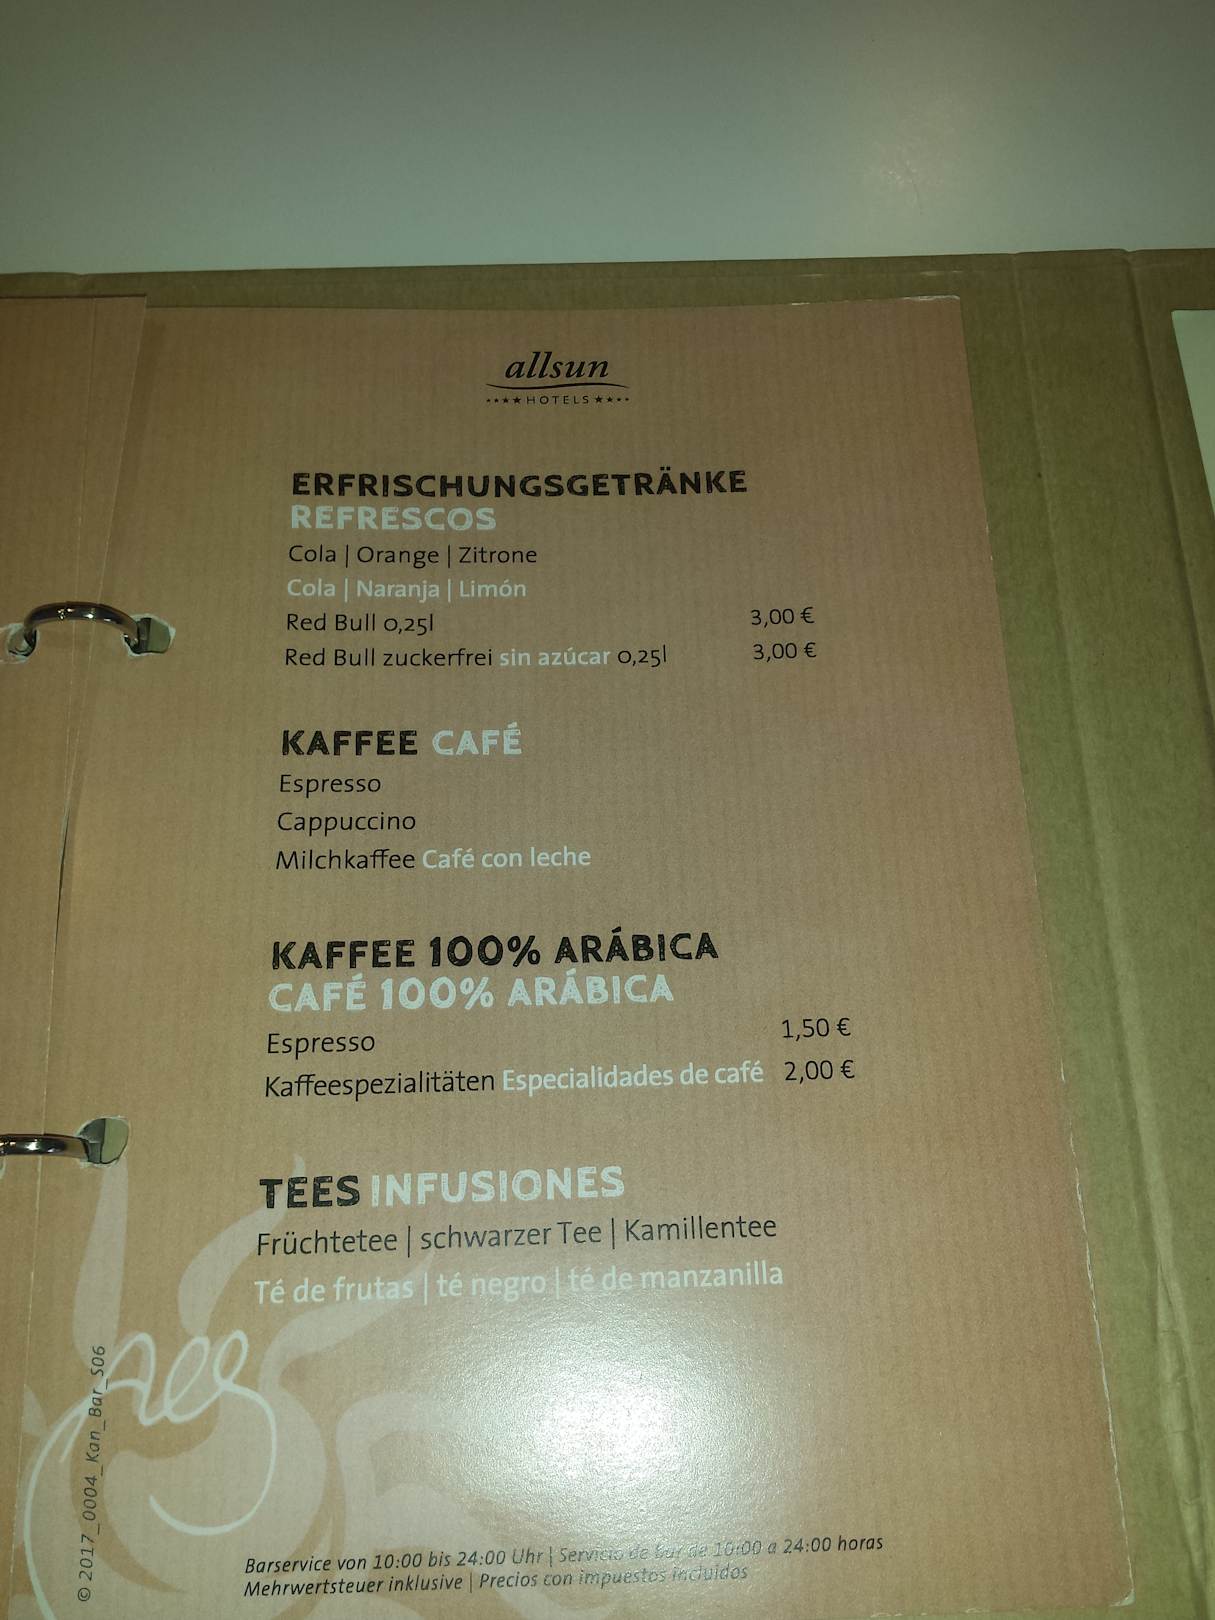 allsun
★★★★ HOTELS ★★★★
ERFRISCHUNGSGETRÄNKE
REFRESCOS
Cola | Orange | Zitrone
Cola | Naranja | Limón
Red Bull 0,25l 3,00 €
Red Bull zuckerfrei sin azúcar 0,25l 3,00 €
KAFFEE CAFÉ
Espresso
Cappuccino
Milchkaffee Café con leche
KAFFEE 100% ARÁBICA
CAFÉ 100% ARÁBICA
Espresso 1,50 €
Kaffeespezialitäten Especialidades de café 2,00 €
TEES INFUSIONES
Früchtetee | schwarzer Tee | Kamillentee
Té de frutas | té negro | té de manzanilla
Barservice von 10:00 bis 24:00 Uhr | Servicio de Bar de 10:00 a 24:00 horas
Mehrwertsteuer inklusive | Precios con impuestos incluidos
© 2017_0004_Kan_Bar_S06